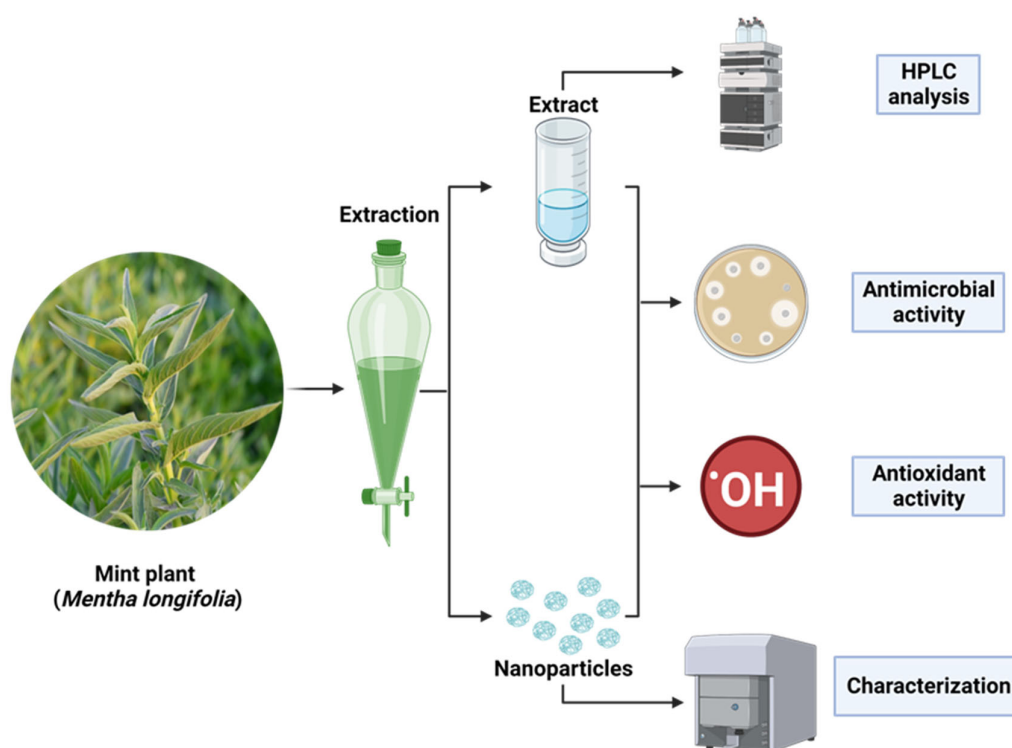 HPLC
analysis
Extract
Extraction
Antimicrobial
activity
•OH
Antioxidant
activity
Mint plant
(Mentha longifolia)
Nanoparticles
Characterization